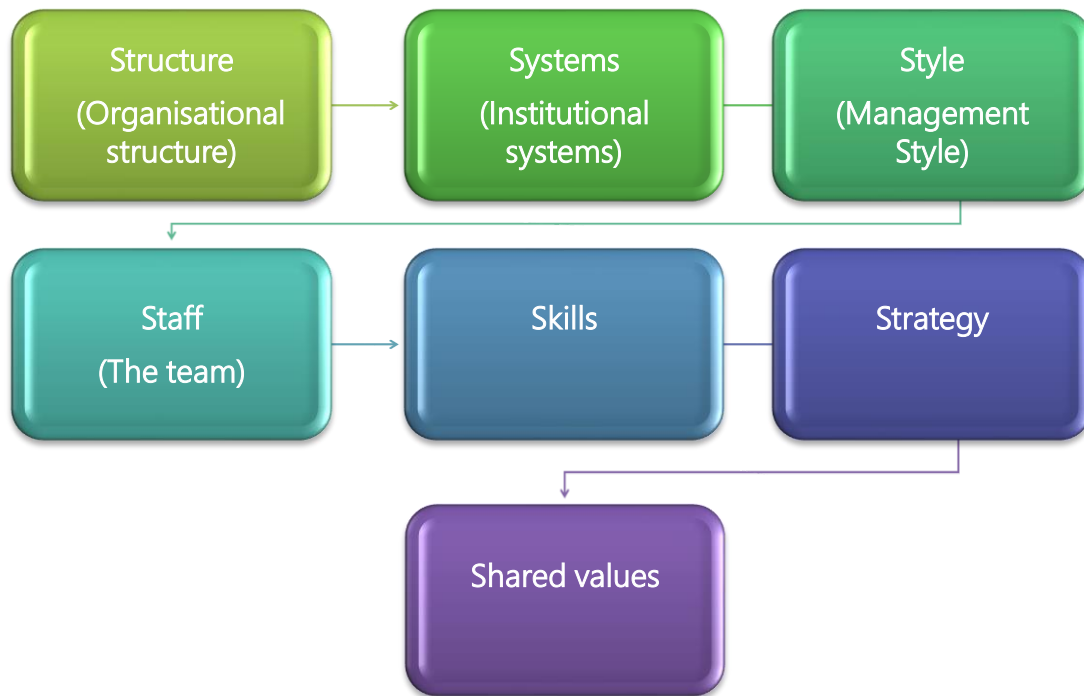 Structure
(Organisational
structure)
Systems
(Institutional
systems)
Style
(Management
Style)
Staff
(The team)
Skills
Strategy
Shared values